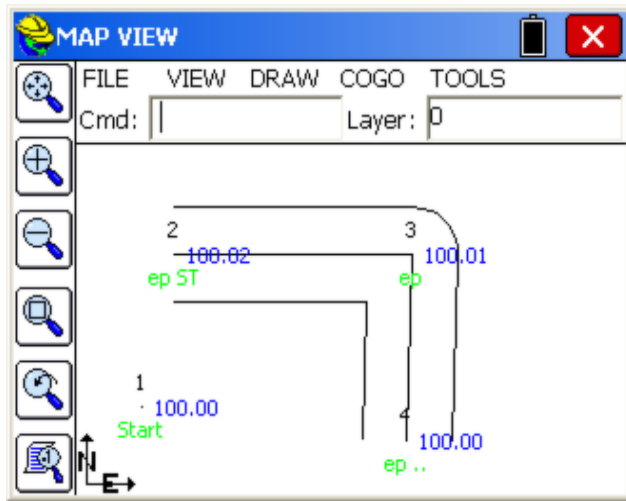 MAP VIEW
FILE VIEW DRAW COGO TOOLS
Cmd: Layer: 0
2 3
100.02 100.01
ep ST ep
1
100.00 4
Start 100.00
ep ..
N
E